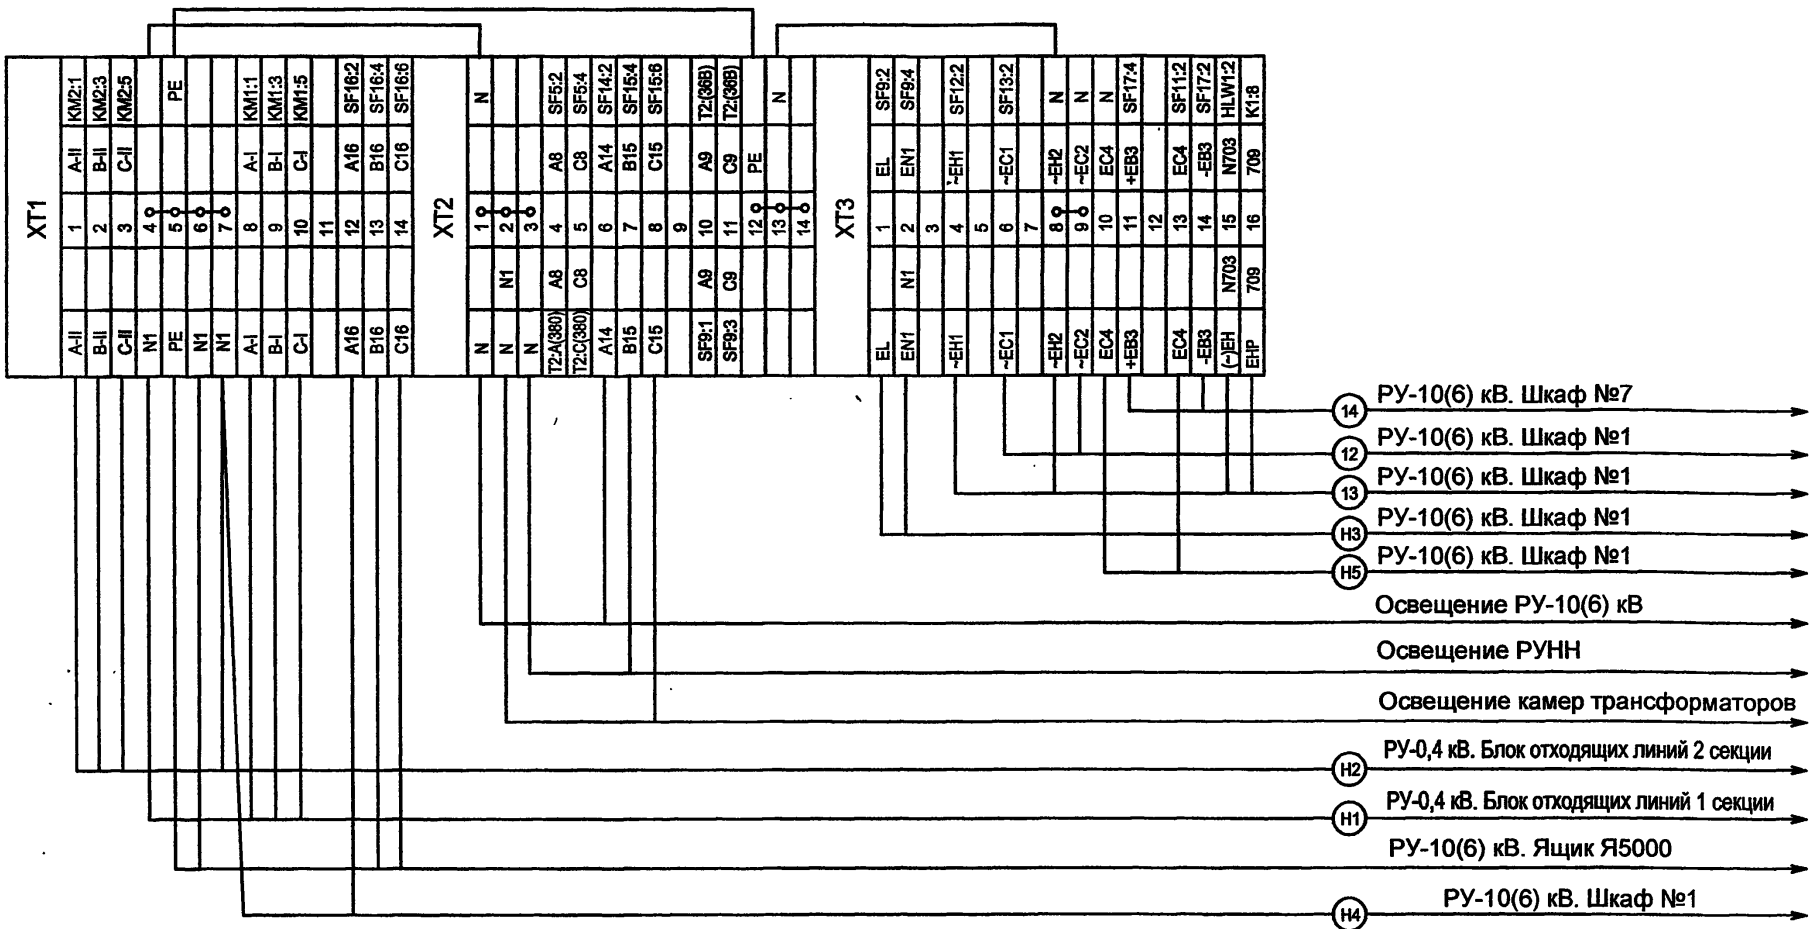 XT1
A-II 1 A-II KM2:1
B-II 2 B-II KM2:3
C-II 3 C-II KM2:5
N1 4
PE 5 PE
N1 6
N1 7
A-I 8 A-I KM1:1
B-I 9 B-I KM1:3
C-I 10 C-I KM1:5
11
A16 12 A16 SF16:2
B16 13 B16 SF16:4
C16 14 C16 SF16:6
XT2
N 1 N
N N1 2
N 3
T2:A(380) A8 4 A8 SF5:2
T2:C(380) C8 5 C8 SF5:4
A14 6 A14 SF14:2
B15 7 B15 SF15:4
C15 8 C15 SF15:6
9
SF9:1 A9 10 A9 T2:(36B)
SF9:3 C9 11 C9 T2:(36B)
12 PE
13 N
14
XT3
EL 1 EL SF9:2
EN1 N1 2 EN1 SF9:4
3
~EH1 4 ~EH1 SF12:2
5
~EC1 6 ~EC1 SF13:2
7
~EH2 8 ~EH2 N
~EC2 9 ~EC2 N
EC4 10 EC4 N
+EB3 11 +EB3 SF17:4
12
EC4 13 EC4 SF11:2
-EB3 14 -EB3 SF17:2
(~)EH N703 15 N703 HLW1:2
EHP 709 16 709 K1:8
14 РУ-10(6) кВ. Шкаф №7
12 РУ-10(6) кВ. Шкаф №1
13 РУ-10(6) кВ. Шкаф №1
Н3 РУ-10(6) кВ. Шкаф №1
Н5 РУ-10(6) кВ. Шкаф №1
Освещение РУ-10(6) кВ
Освещение РУНН
Освещение камер трансформаторов
Н2 РУ-0,4 кВ. Блок отходящих линий 2 секции
Н1 РУ-0,4 кВ. Блок отходящих линий 1 секции
РУ-10(6) кВ. Ящик Я5000
Н4 РУ-10(6) кВ. Шкаф №1